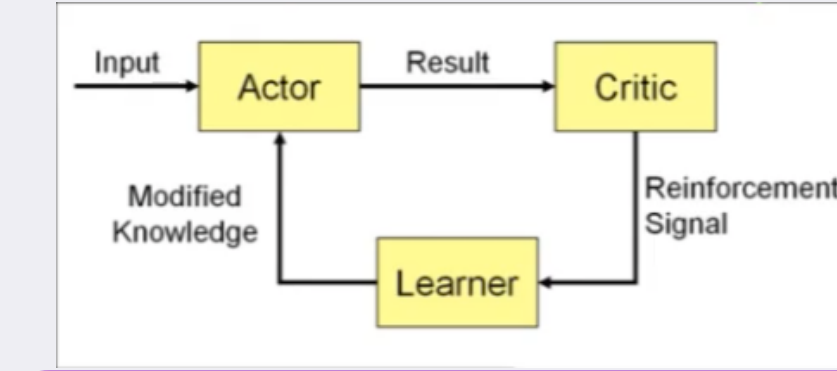 Input
Actor
Result
Critic
Modified
Knowledge
Reinforcement
Signal
Learner